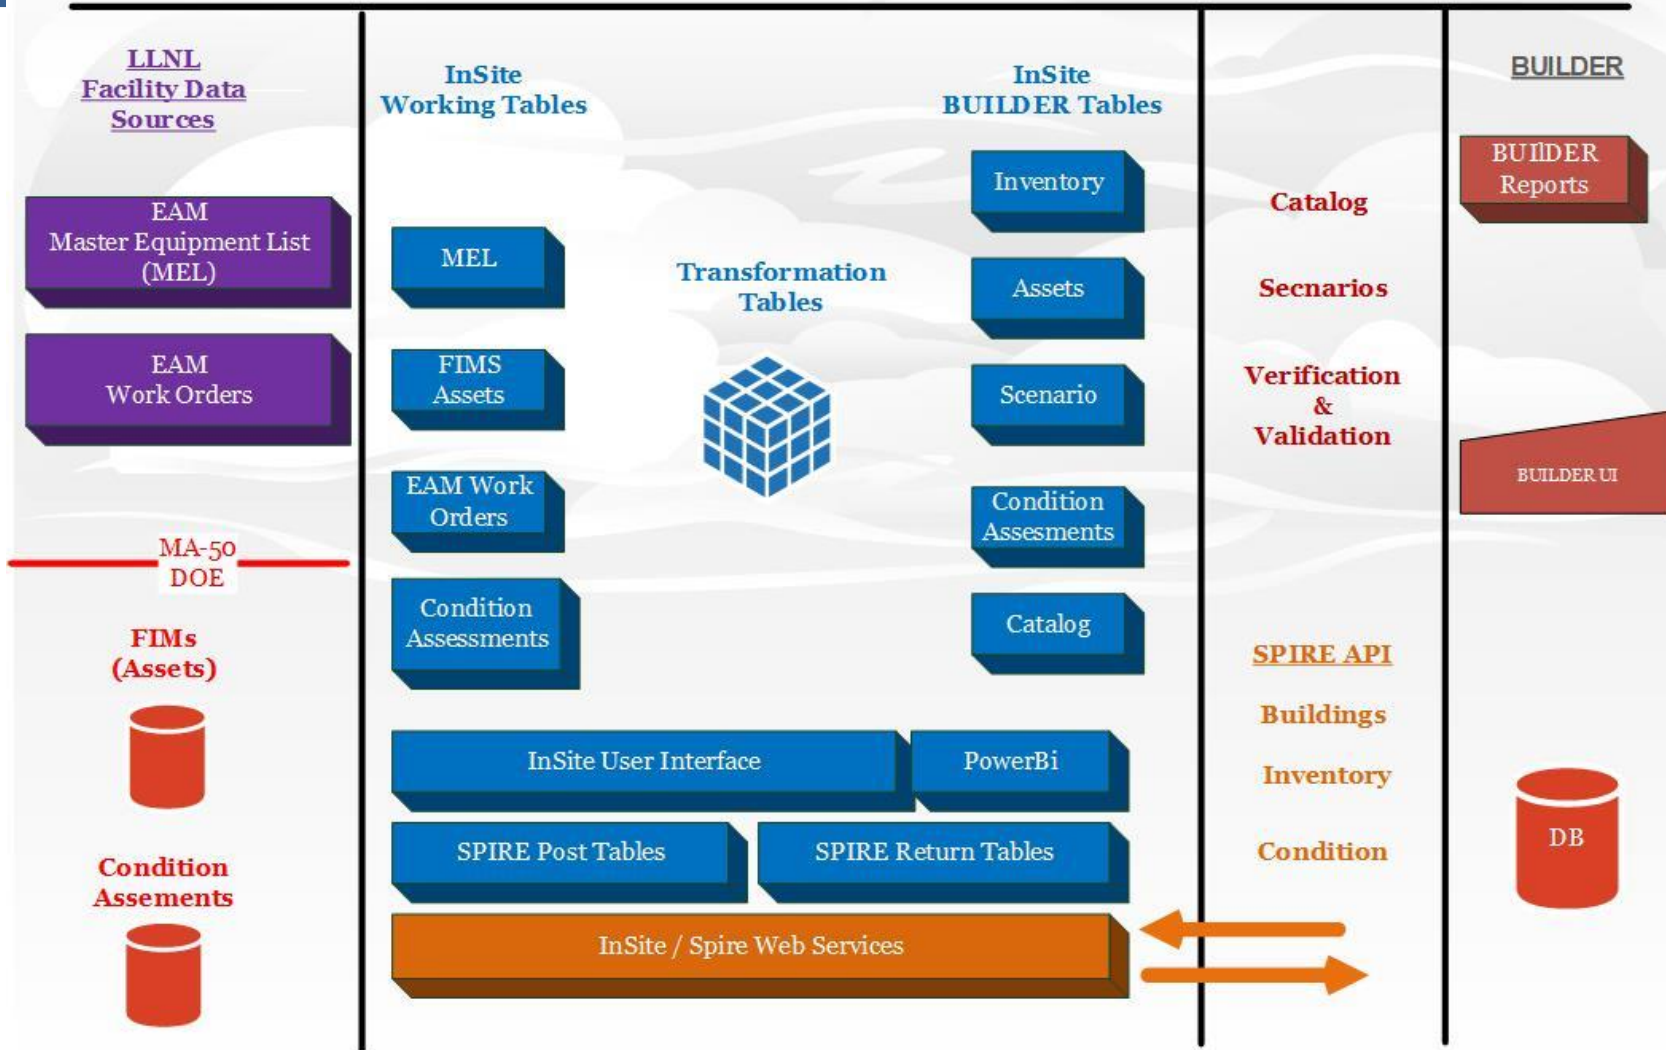 LLNL
Facility Data
Sources
EAM
Master Equipment List
(MEL)
EAM
Work Orders
MA-50
DOE
FIMs
(Assets)
Condition
Assements
InSite
Working Tables
MEL
FIMS
Assets
EAM Work
Orders
Condition
Assessments
Transformation
Tables
InSite
BUILDER Tables
Inventory
Assets
Scenario
Condition
Assesments
Catalog
InSite User Interface
PowerBi
SPIRE Post Tables
SPIRE Return Tables
InSite / Spire Web Services
Catalog
Secnarios
Verification
&
Validation
SPIRE API
Buildings
Inventory
Condition
BUILDER
BUIlDER
Reports
BUILDER UI
DB